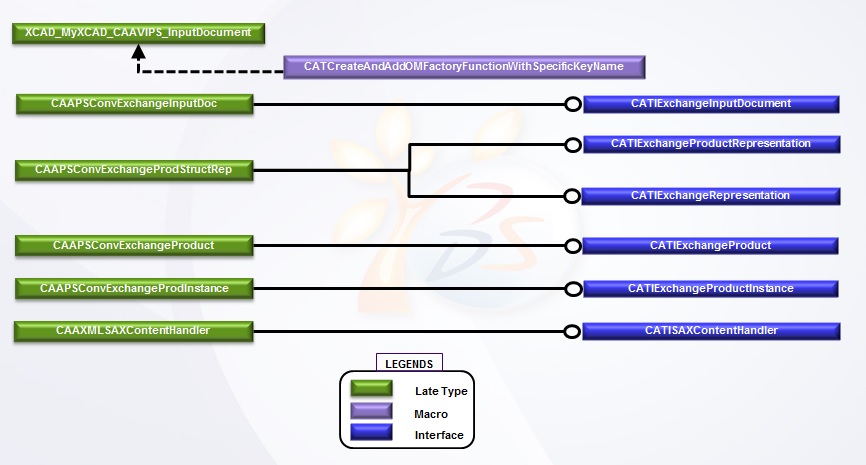 XCAD_MyXCAD_CAAVIPS_InputDocument
CATCreateAndAddOMFactoryFunctionWithSpecificKeyName
CAAPSConvExchangeInputDoc
CATIExchangeInputDocument
CATIExchangeProductRepresentation
CAAPSConvExchangeProdStructRep
CATIExchangeRepresentation
CAAPSConvExchangeProduct
CATIExchangeProduct
CAAPSConvExchangeProdInstance
CATIExchangeProductInstance
CAAXMLSAXContentHandler
CATISAXContentHandler
LEGENDS
Late Type
Macro
Interface